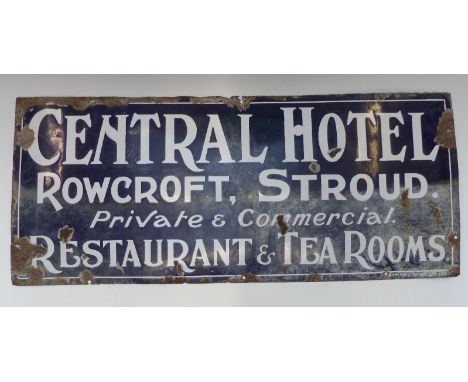 CENTRAL HOTEL
ROWCROFT, STROUD.
Private & Commercial.
RESTAURANT & TEA ROOMS.